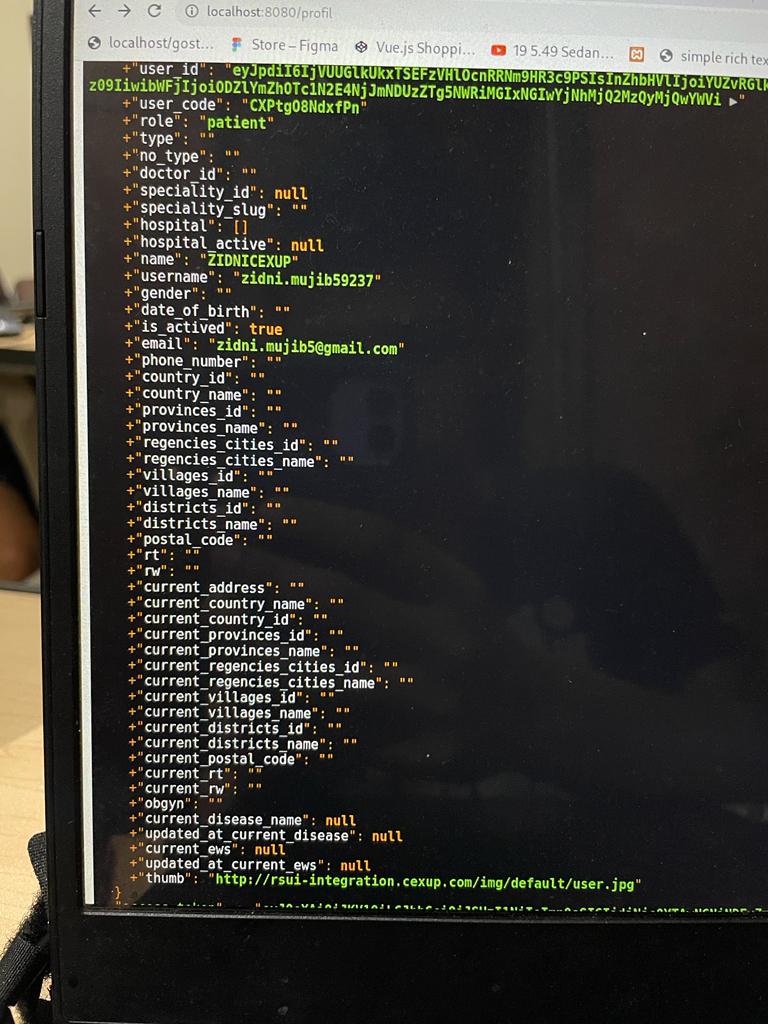 localhost:8080/profil
localhost/gost... Store – Figma Vue.js Shoppi... 19 5.49 Sedan... simple rich tex
+"user_id":
+"user_code": "CXPtgO8NdxfPn"
+"role": "patient"
+"type": ""
+"no_type": ""
+"doctor_id": ""
+"speciality_id": null
+"speciality_slug": ""
+"hospital": []
+"hospital_active": null
+"name": "ZIDNICEXUP"
+"username": "zidni.mujib59237"
+"gender": ""
+"date_of_birth": ""
+"is_actived": true
+"email": "zidni.mujib5@gmail.com"
+"phone_number": ""
+"country_id": ""
+"country_name": ""
+"provinces_id": ""
+"provinces_name": ""
+"regencies_cities_id": ""
+"regencies_cities_name": ""
+"villages_id": ""
+"villages_name": ""
+"districts_id": ""
+"districts_name": ""
+"postal_code": ""
+"rt": ""
+"rw": ""
+"current_address": ""
+"current_country_name": ""
+"current_country_id": ""
+"current_provinces_id": ""
+"current_provinces_name": ""
+"current_regencies_cities_id": ""
+"current_regencies_cities_name": ""
+"current_villages_id": ""
+"current_villages_name": ""
+"current_districts_id": ""
+"current_districts_name": ""
+"current_postal_code": ""
+"current_rt": ""
+"current_rw": ""
+"obgyn": ""
+"current_disease_name": null
+"updated_at_current_disease": null
+"current_ews": null
+"updated_at_current_ews": null
+"thumb": "http://rsui-integration.cexup.com/img/default/user.jpg"
}